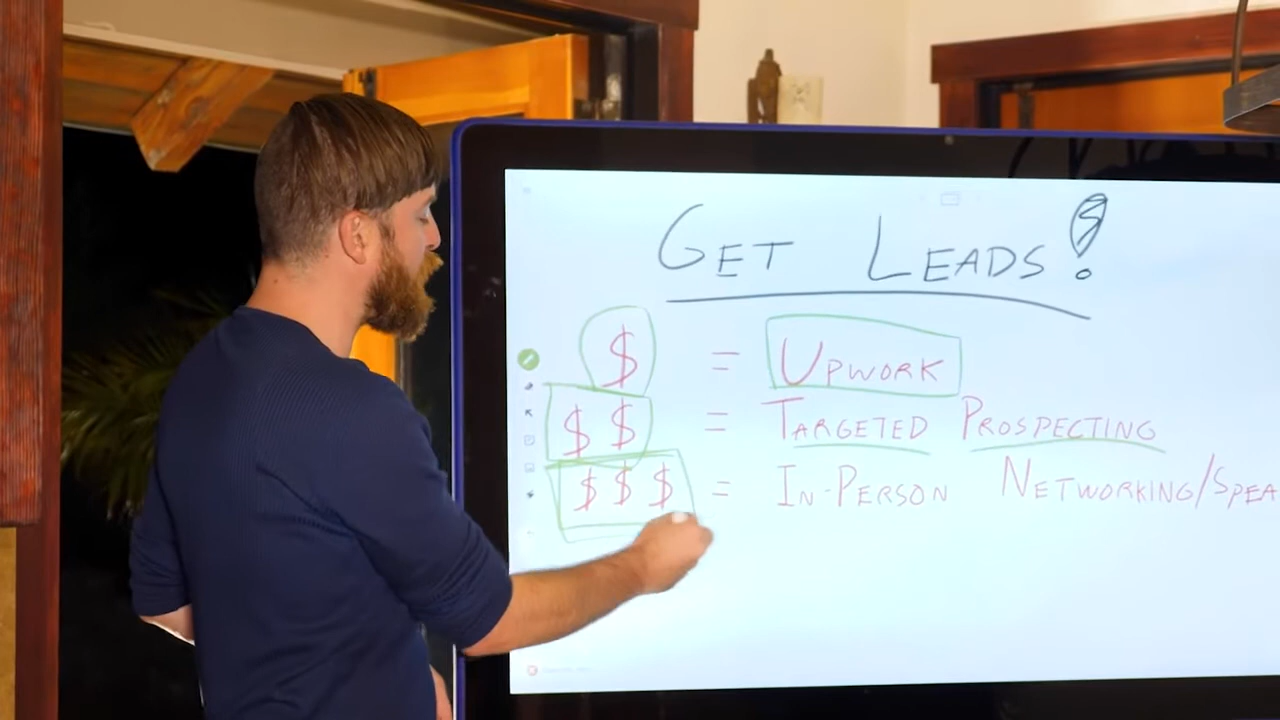 GET LEADS!
$ = UPWORK
$$ = TARGETED PROSPECTING
$$$ = IN-PERSON NETWORKING/SPEA